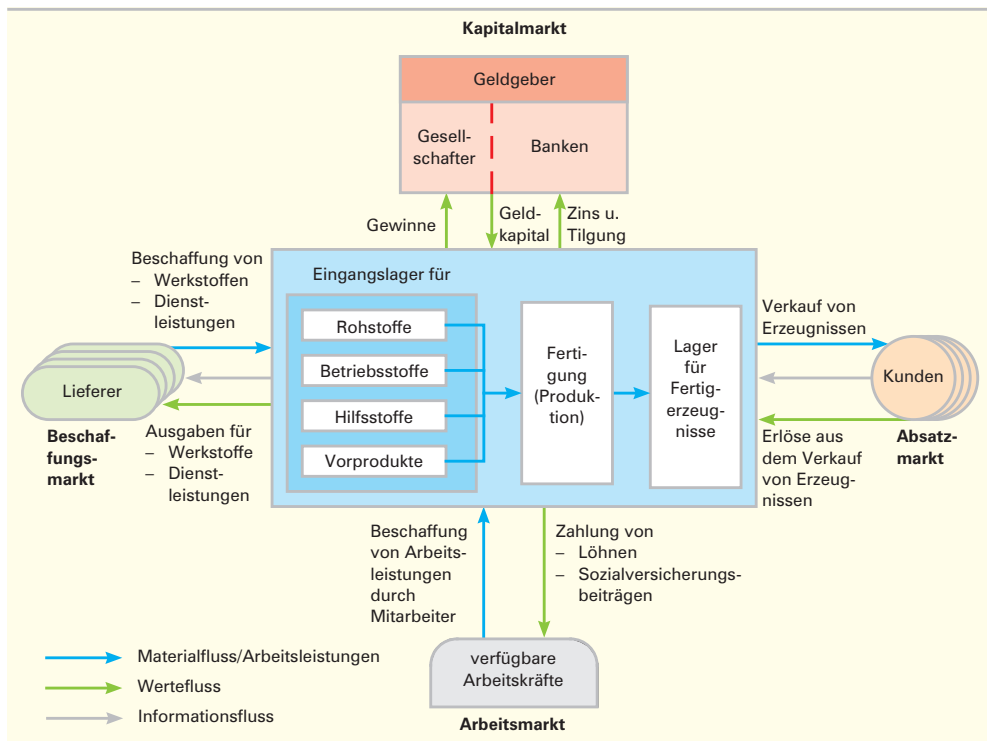 Kapitalmarkt
Geldgeber
Gesell-
schafter
Banken
Gewinne
Geld-
kapital
Zins u.
Tilgung
Beschaffung von
– Werkstoffen
– Dienst-
leistungen
Eingangslager für
Rohstoffe
Betriebsstoffe
Hilfsstoffe
Vorprodukte
Ferti-
gung
(Produk-
tion)
Lager
für
Fertig-
erzeug-
nisse
Verkauf von
Erzeugnissen
Lieferer
Kunden
Beschaf-
fungs-
markt
Ausgaben für
– Werkstoffe
– Dienst-
leistungen
Erlöse aus
dem Verkauf
von Erzeug-
nissen
Absatz-
markt
Beschaffung
von Arbeits-
leistungen
durch
Mitarbeiter
Zahlung von
– Löhnen
– Sozialversicherungs-
beiträgen
verfügbare
Arbeitskräfte
Arbeitsmarkt
Materialfluss/Arbeitsleistungen
Wertefluss
Informationsfluss